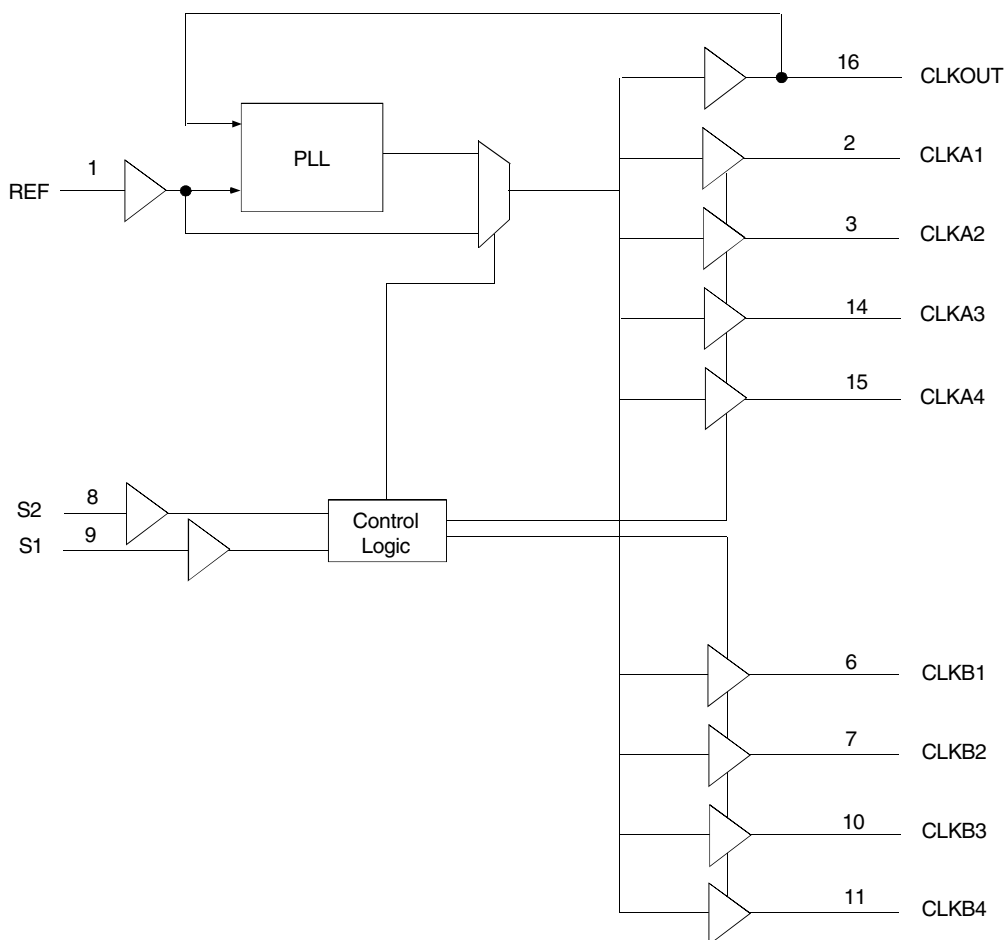 16 CLKOUT
PLL
1
REF
2 CLKA1
3 CLKA2
14 CLKA3
15 CLKA4
S2 8
S1 9
Control
Logic
6 CLKB1
7 CLKB2
10 CLKB3
11 CLKB4